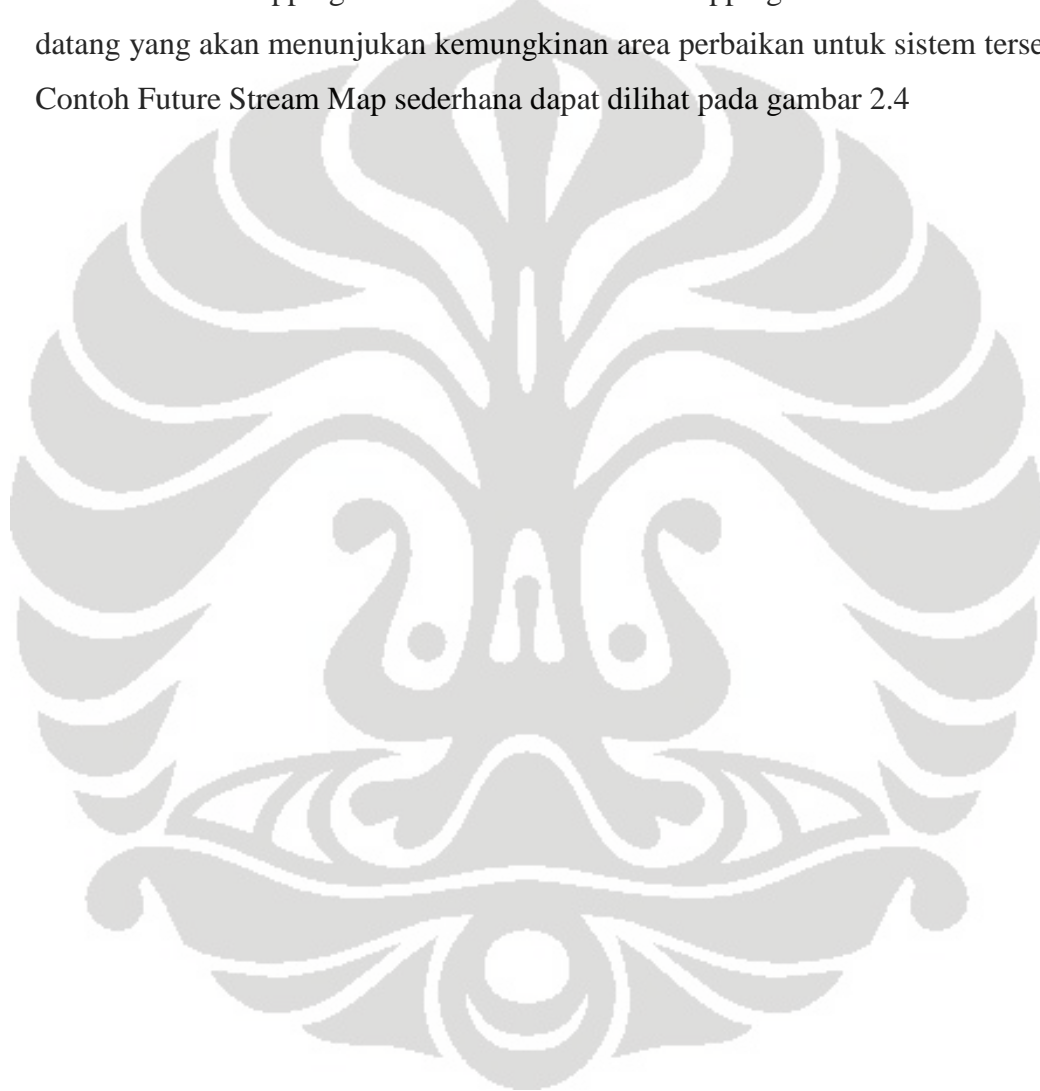 datang yang akan menunjukan kemungkinan area perbaikan untuk sistem
Contoh Future Stream Map sederhana dapat dilihat pada gambar 2.4